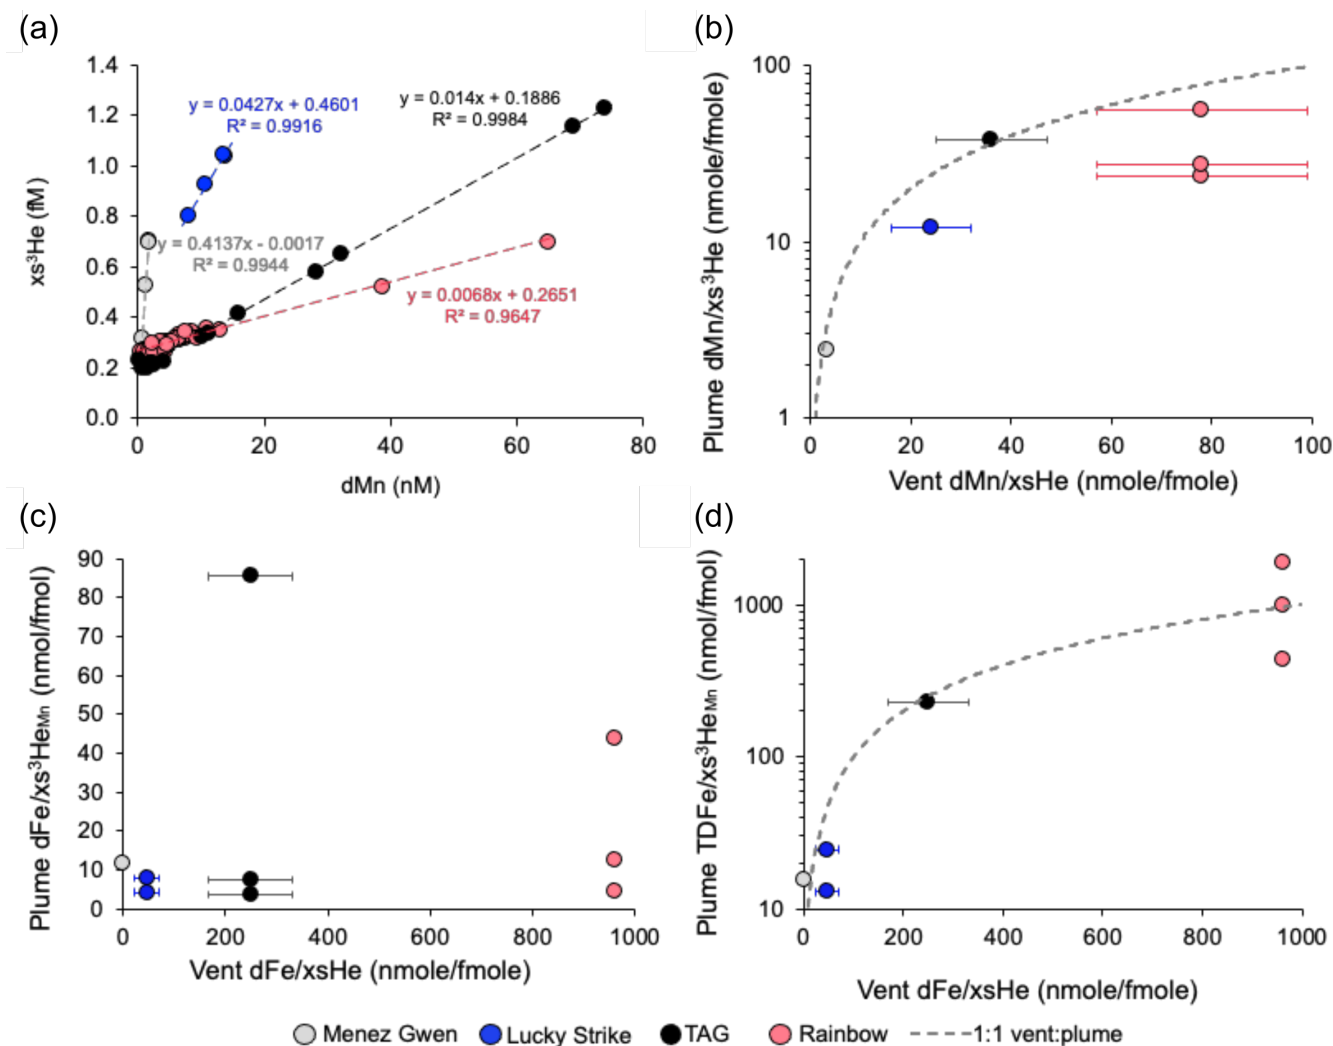 (a)
1.4
1.2
1.0
0.8
0.6
0.4
0.2
0.0
xs³He (fM)
y = 0.0427x + 0.4601
R² = 0.9916
y = 0.014x + 0.1886
R² = 0.9984
y = 0.4137x - 0.0017
R² = 0.9944
y = 0.0068x + 0.2651
R² = 0.9647
0 20 40 60 80
dMn (nM)
(b)
100
10
1
Plume dMn/xs³He (nmole/fmole)
0 20 40 60 80 100
Vent dMn/xsHe (nmole/fmole)
(c)
90
80
70
60
50
40
30
20
10
0
Plume dFe/xs³HeMn (nmol/fmol)
0 200 400 600 800 1000
Vent dFe/xsHe (nmole/fmole)
(d)
1000
100
10
Plume TDFe/xs³HeMn (nmol/fmol)
0 200 400 600 800 1000
Vent dFe/xsHe (nmole/fmole)
Menez Gwen Lucky Strike TAG Rainbow 1:1 vent:plume